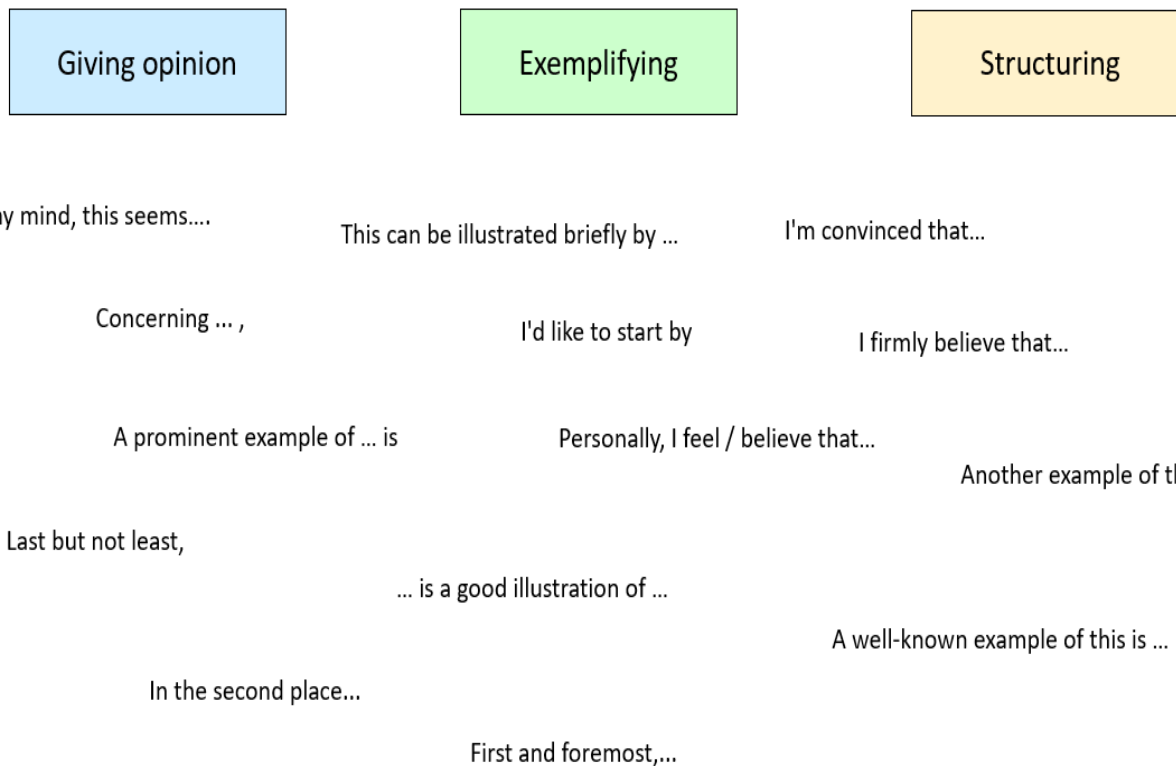 Giving opinion
Exemplifying
Structuring
mind, this seems....
This can be illustrated briefly by ...
I'm convinced that...
Concerning ... ,
I'd like to start by
I firmly believe that...
A prominent example of ... is
Personally, I feel / believe that...
Another example of
Last but not least,
... is a good illustration of ...
A well-known example of this is ...
In the second place...
First and foremost,...